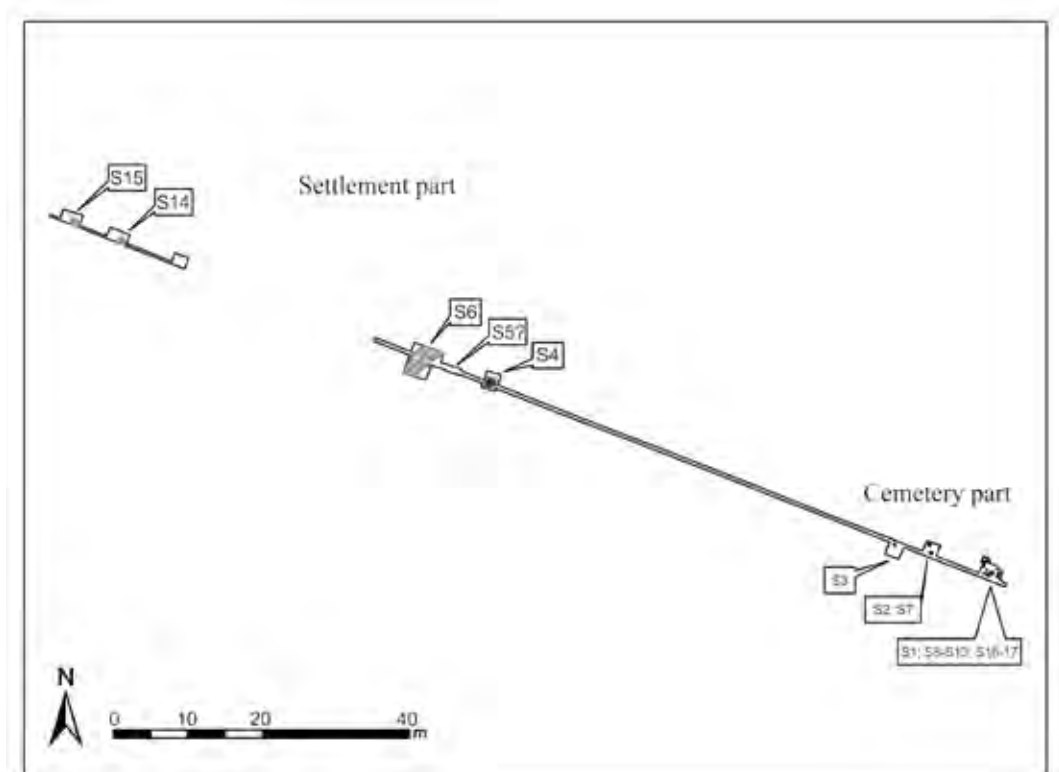 S15
Settlement part
S14
S6
S5?
S4
Cemetery part
S3
S2; S7
S1; S8-S10; S16-17
N
0 10 20 40
m